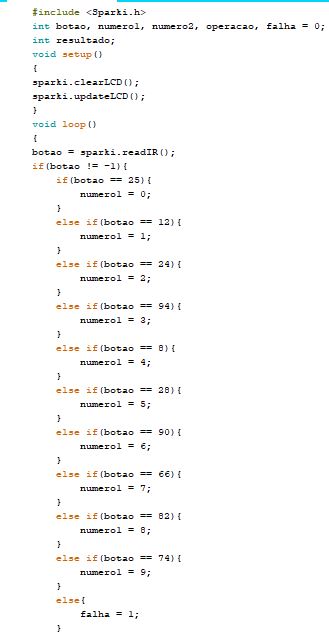 #include <Sparki.h>
int botao, numero1, numero2, operacao, falha = 0;
int resultado;
void setup()
{
sparki.clearLCD();
sparki.updateLCD();
}
void loop()
{
botao = sparki.readIR();
if(botao != -1){
if(botao == 25){
numero1 = 0;
}
else if(botao == 12){
numero1 = 1;
}
else if(botao == 24){
numero1 = 2;
}
else if(botao == 94){
numero1 = 3;
}
else if(botao == 8){
numero1 = 4;
}
else if(botao == 28){
numero1 = 5;
}
else if(botao == 90){
numero1 = 6;
}
else if(botao == 66){
numero1 = 7;
}
else if(botao == 82){
numero1 = 8;
}
else if(botao == 74){
numero1 = 9;
}
else{
falha = 1;
}